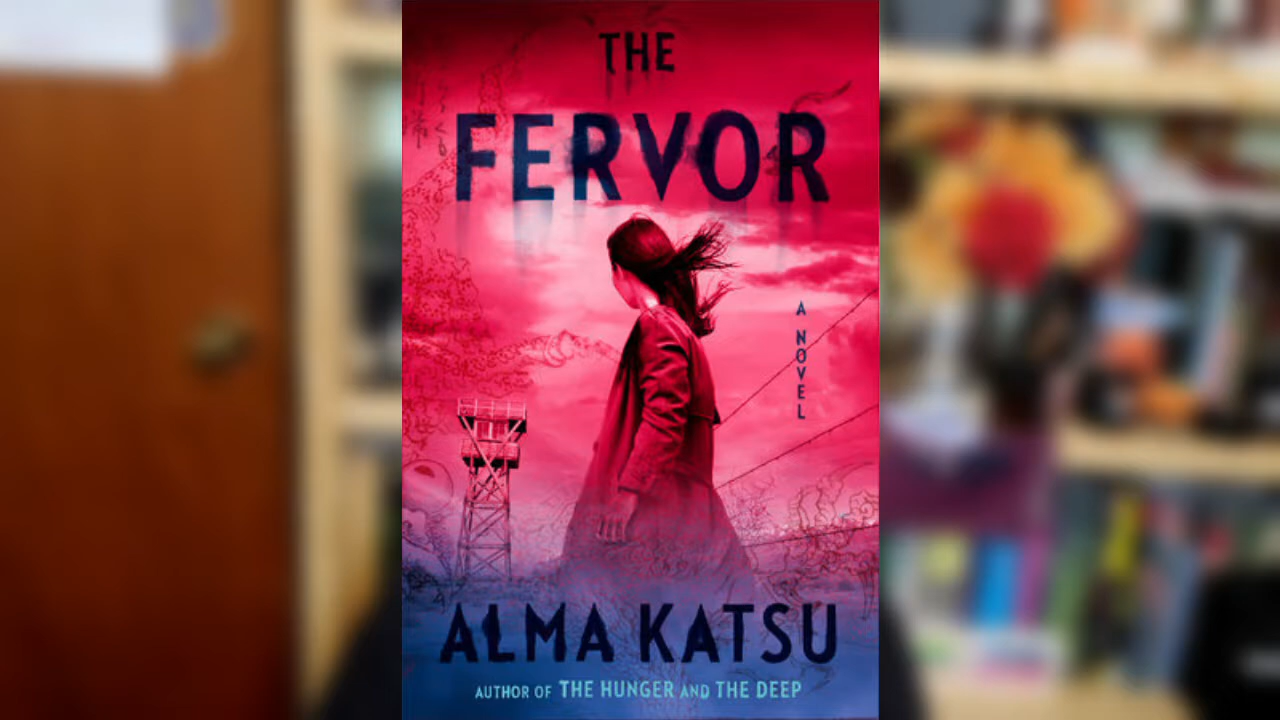 THE
FERVOR
A NOVEL
ALMA KATSU
AUTHOR OF THE HUNGER AND THE DEEP